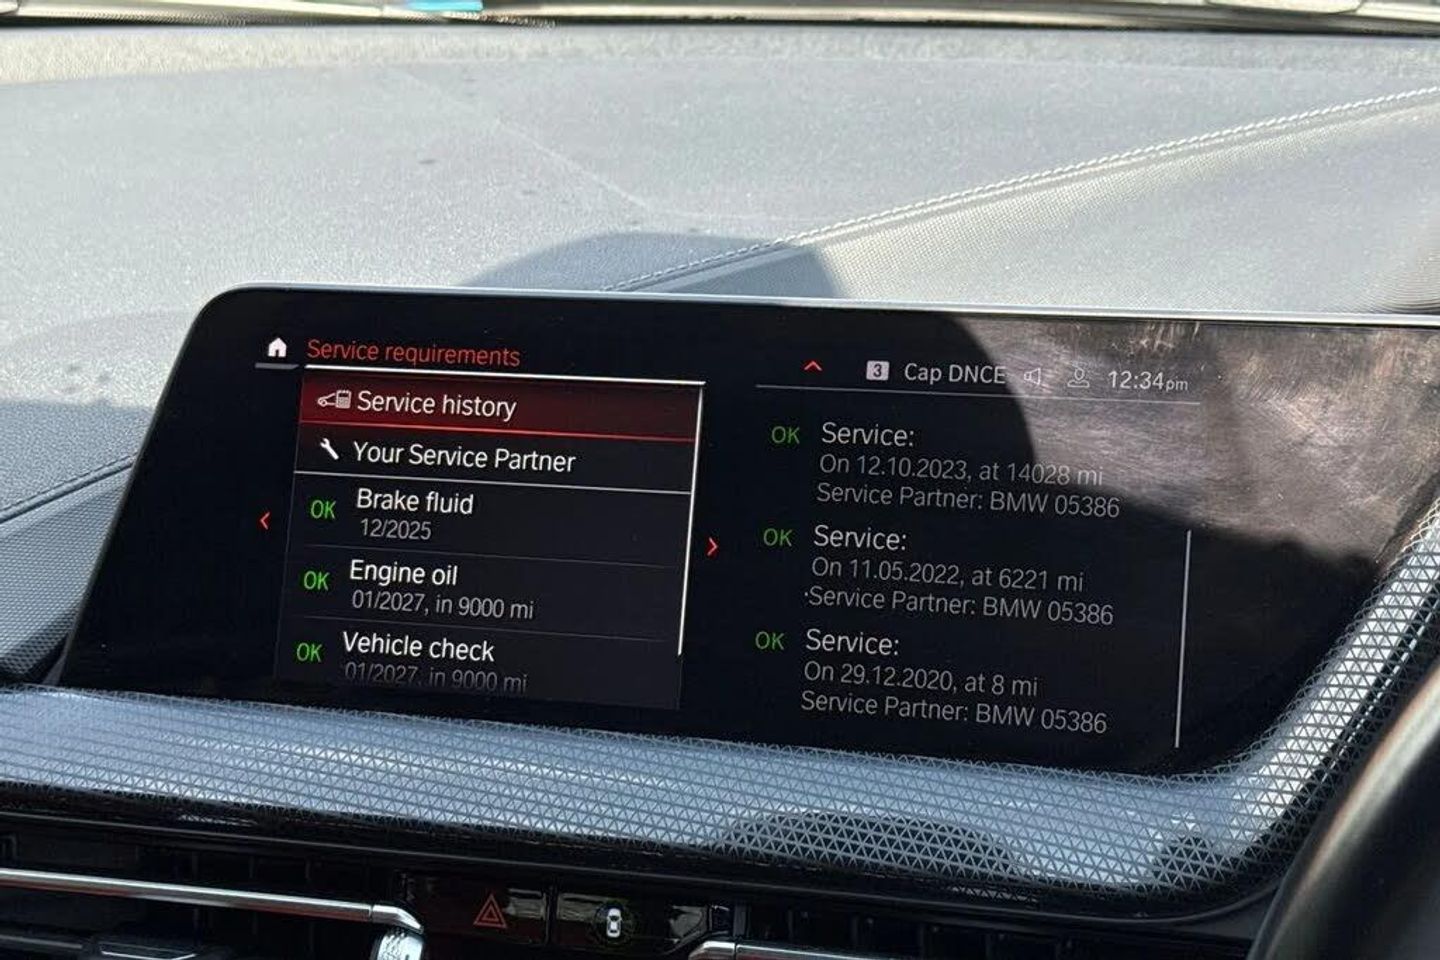 Service requirements
Service history
Your Service Partner
OK Brake fluid
12/2025
OK Engine oil
01/2027, in 9000 mi
OK Vehicle check
01/2027, in 9000 mi
3 Cap DNCE 12:34pm
OK Service:
On 12.10.2023, at 14028 mi
Service Partner: BMW 05386
OK Service:
On 11.05.2022, at 6221 mi
Service Partner: BMW 05386
OK Service:
On 29.12.2020, at 8 mi
Service Partner: BMW 05386